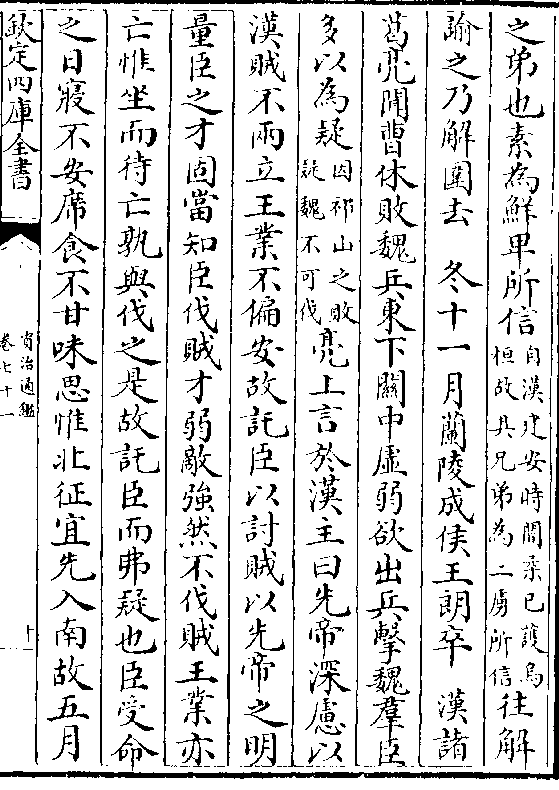 之弟也素為鮮卑所信自漢建安時閻柔已護烏桓故其兄弟為二虜所信往解
諭之乃解圍去　冬十一月蘭陵成侯王朗卒　漢諸
葛亮聞曹休敗魏兵東下關中虛弱欲出兵擊魏羣臣
多以為疑因祁山之敗疑魏不可伐亮上言於漢主曰先帝深慮以
漢賊不兩立王業不偏安故託臣以討賊以先帝之明
量臣之才固當知臣伐賊才弱敵強然不伐賊王業亦
亡惟坐而待亡孰與伐之是故託臣而弗疑也臣受命
之日寢不安席食不甘味思惟北征宜先入南故五月
欽定四庫全書
資治通鑑
卷七十一
十